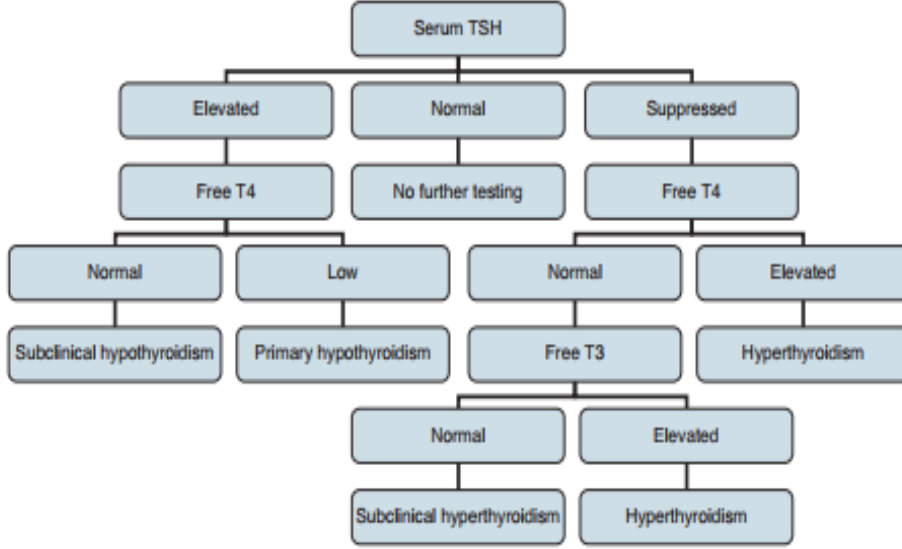 Serum TSH
Elevated
Normal
Suppressed
Free T4
No further testing
Free T4
Normal
Low
Normal
Elevated
Subclinical hypothyroidism
Primary hypothyroidism
Free T3
Hyperthyroidism
Normal
Elevated
Subclinical hyperthyroidism
Hyperthyroidism